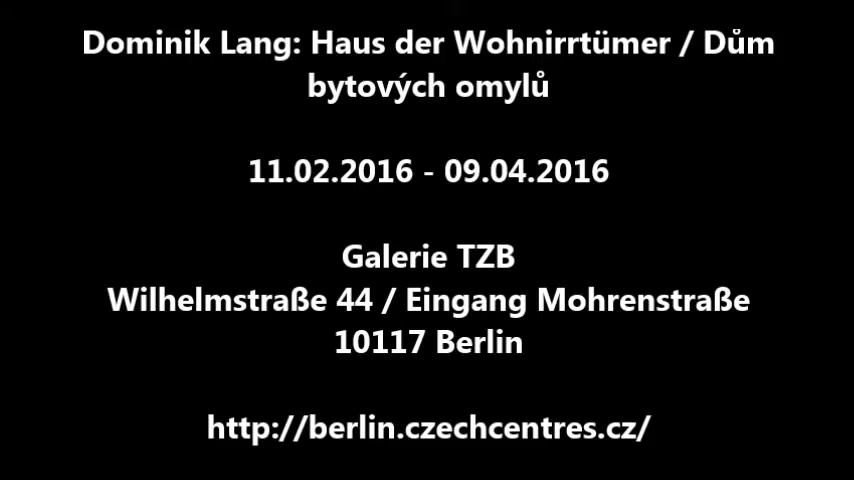 Dominik Lang: Haus der Wohnirrtümer / Dům
bytových omylů
11.02.2016 - 09.04.2016
Galerie TZB
Wilhelmstraße 44 / Eingang Mohrenstraße
10117 Berlin
http://berlin.czechcentres.cz/